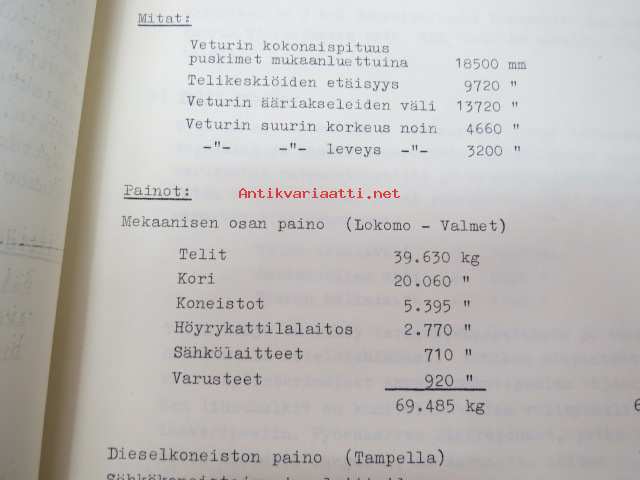 Mitat:
Veturin kokonaispituus
puskimet mukaanluettuina 18500 mm
Telikeskiöiden etäisyys 9720 "
Veturin ääriakseleiden väli 13720 "
Veturin suurin korkeus noin 4660 "
-"- -"- leveys -"- 3200 "
Antikvariaatti.net
Painot:
Mekaanisen osan paino (Lokomo - Valmet)
Telit 39.630 kg
Kori 20.060 "
Koneistot 5.395 "
Höyrykattilalaitos 2.770 "
Sähkölaitteet 710 "
Varusteet 920 "
69.485 kg
Dieselkoneiston paino (Tampella)